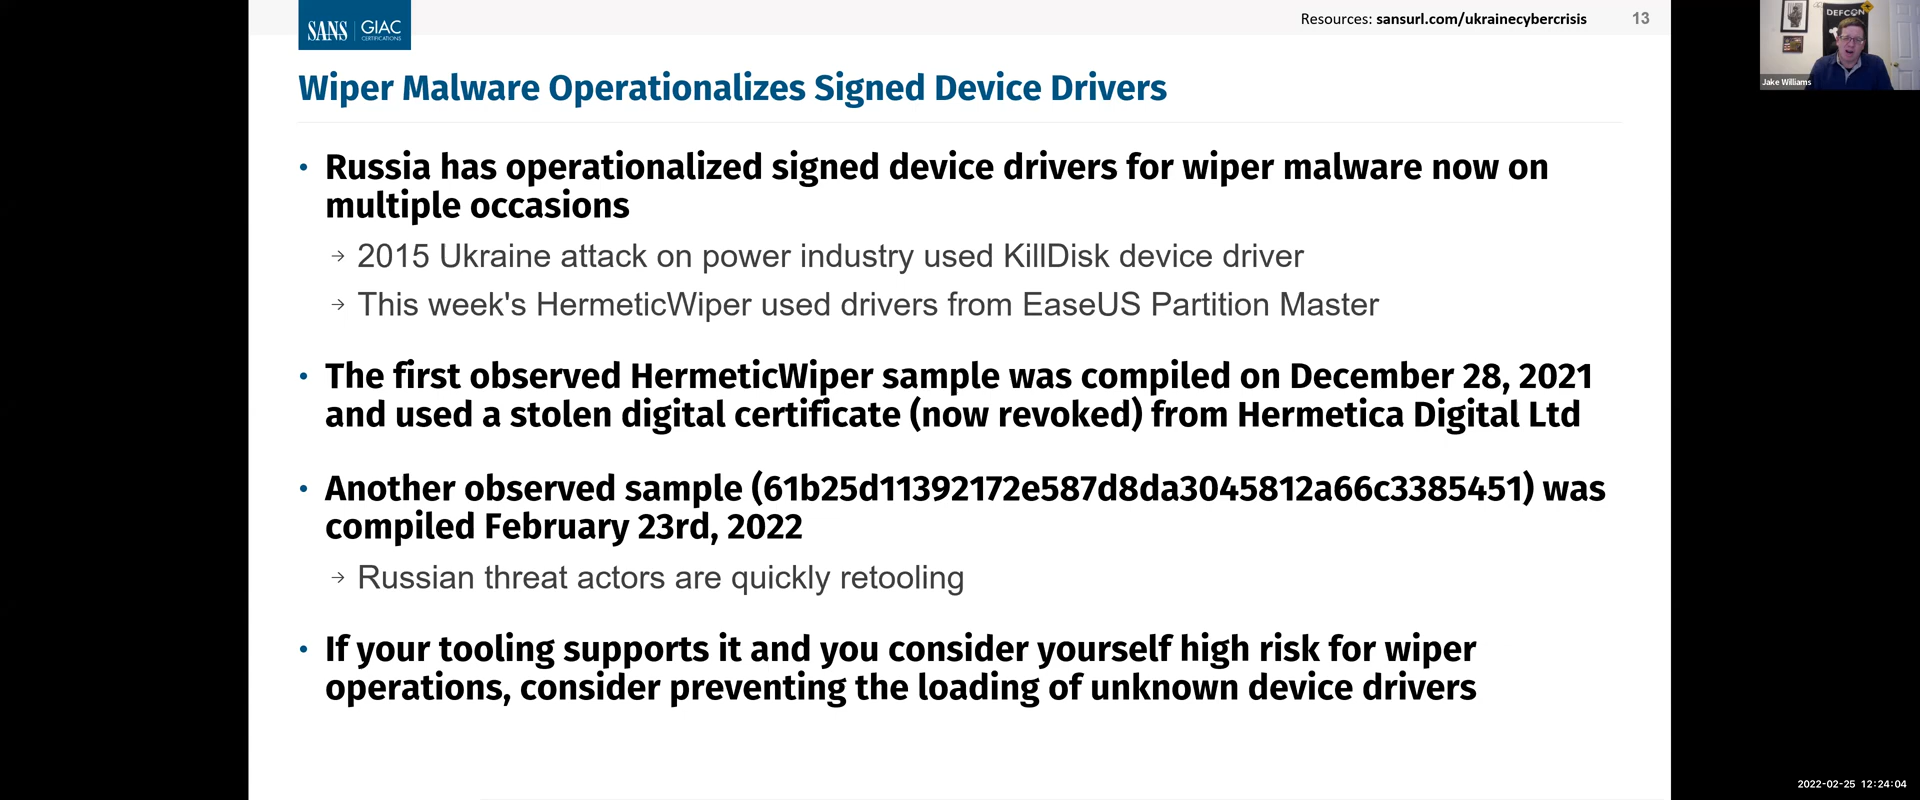 SANS | GIAC
CERTIFICATIONS
Resources: sansurl.com/ukrainecybercrisis
13
DEFCON
Jake Williams
Wiper Malware Operationalizes Signed Device Drivers
• Russia has operationalized signed device drivers for wiper malware now on
multiple occasions
→ 2015 Ukraine attack on power industry used KillDisk device driver
→ This week's HermeticWiper used drivers from EaseUS Partition Master
• The first observed HermeticWiper sample was compiled on December 28, 2021
and used a stolen digital certificate (now revoked) from Hermetica Digital Ltd
• Another observed sample (61b25d11392172e587d8da3045812a66c3385451) was
compiled February 23rd, 2022
→ Russian threat actors are quickly retooling
• If your tooling supports it and you consider yourself high risk for wiper
operations, consider preventing the loading of unknown device drivers
2022-02-25 12:24:04